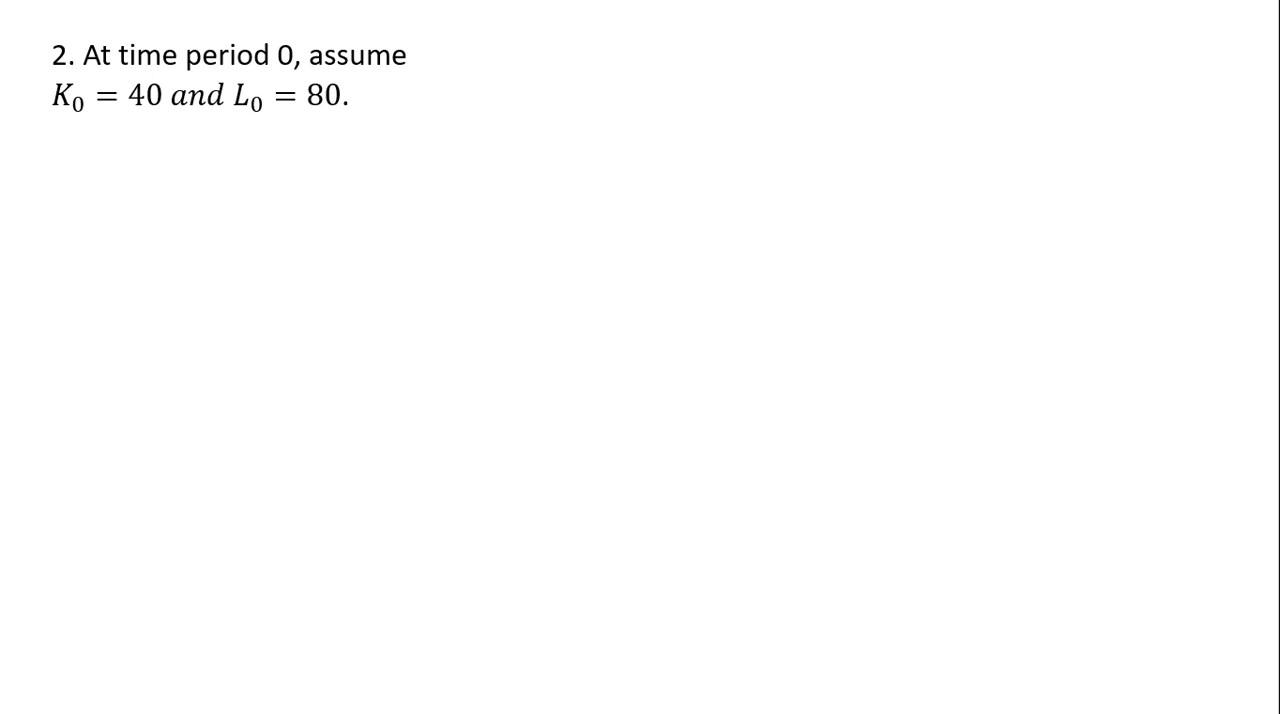 2. At time period 0, assume
K₀ = 40 and L₀ = 80.